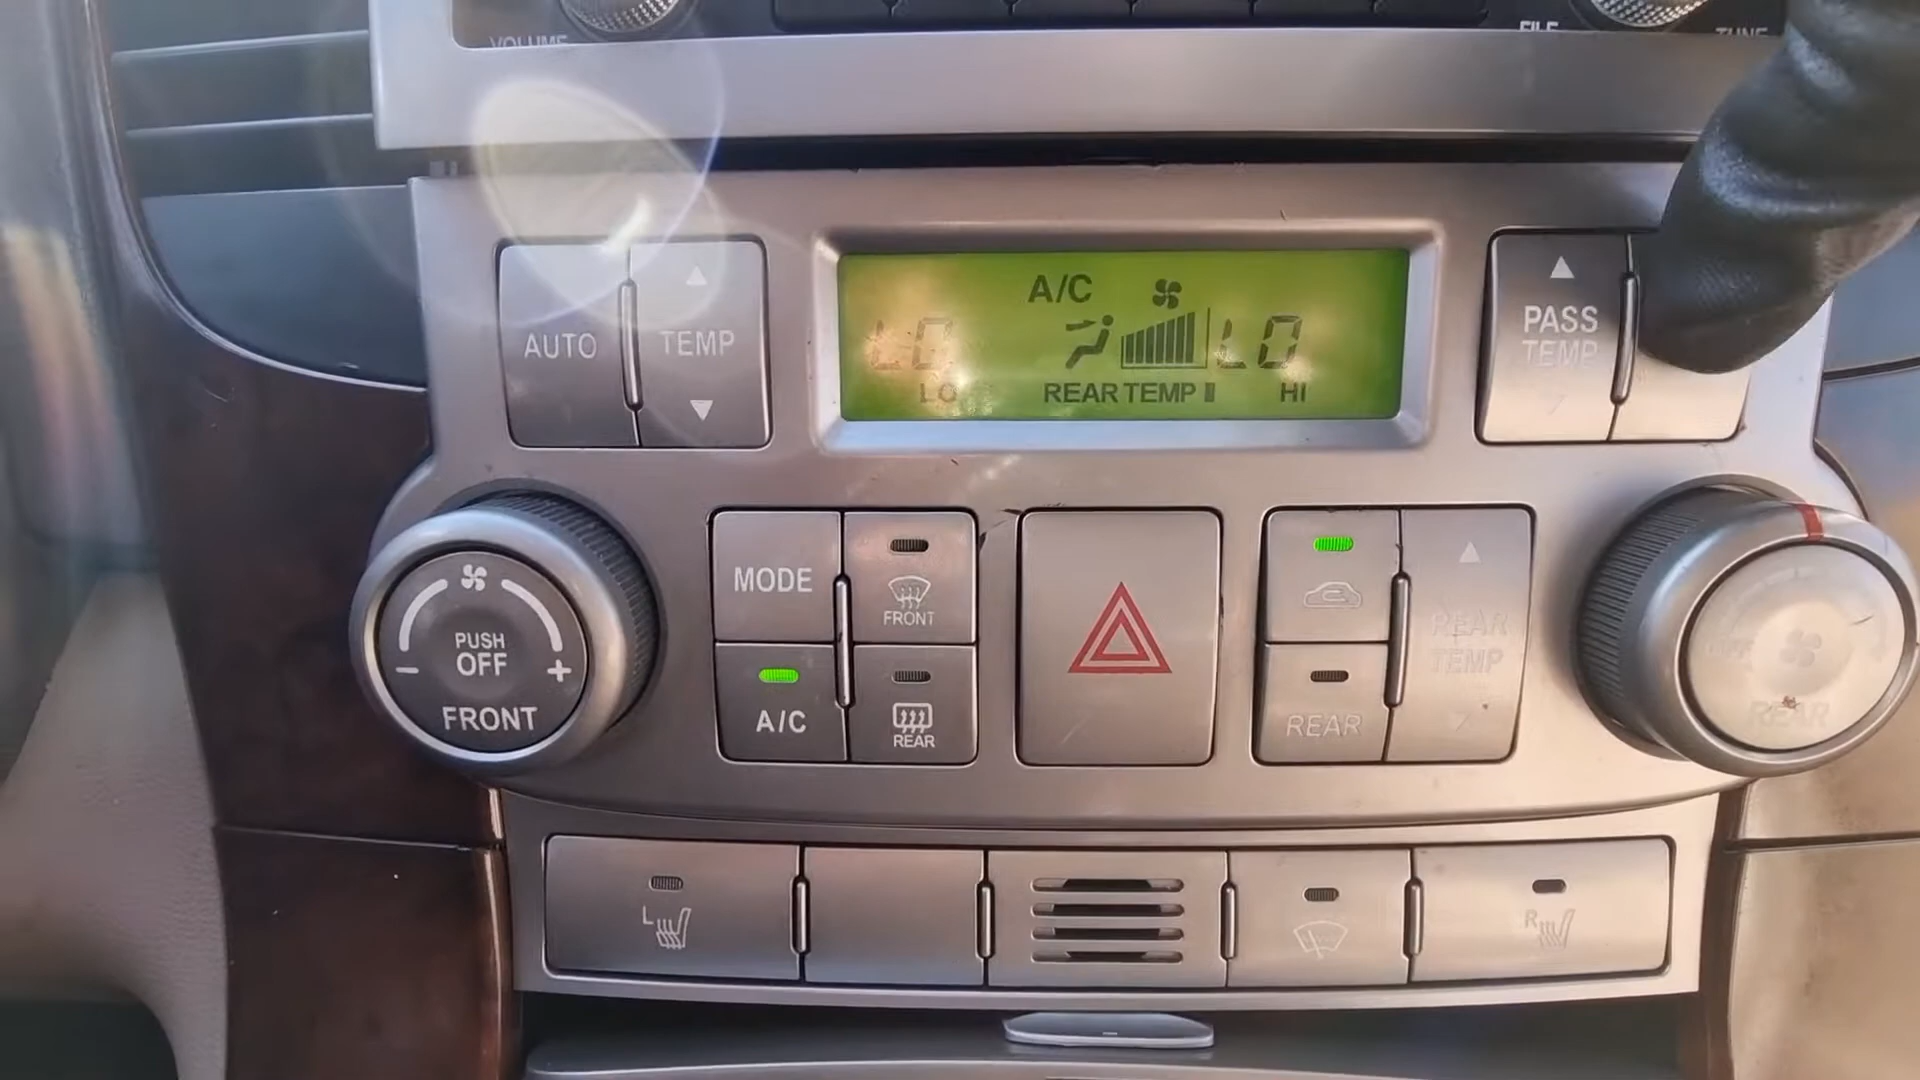 VOLUME
FILE
TUNE
AUTO
TEMP
A/C
LO
LO
LO
REAR TEMP
HI
PASS
TEMP
PUSH
OFF
- +
FRONT
MODE
FRONT
A/C
REAR
REAR
REAR
TEMP
OFF
REAR
L
R